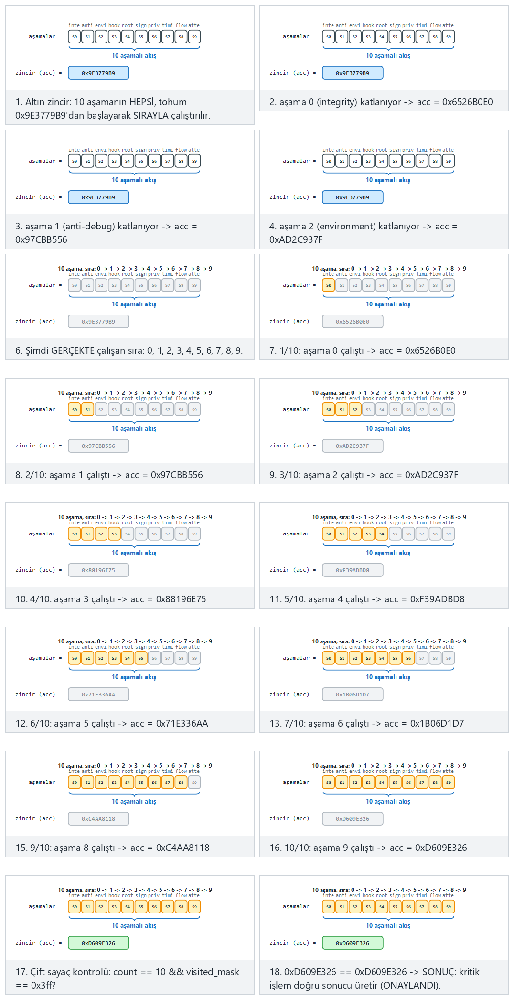 inte anti envi hook root sign priv timi flow atte
aşamalar = S0 S1 S2 S3 S4 S5 S6 S7 S8 S9
10 aşamalı akış
zincir (acc) = 0x9E3779B9
1. Altın zincir: 10 aşamanın HEPSİ, tohum
0x9E3779B9'dan başlayarak SIRAYLA çalıştırılır.
inte anti envi hook root sign priv timi flow atte
aşamalar = S0 S1 S2 S3 S4 S5 S6 S7 S8 S9
10 aşamalı akış
zincir (acc) = 0x9E3779B9
2. aşama 0 (integrity) katlanıyor -> acc = 0x6526B0E0
inte anti envi hook root sign priv timi flow atte
aşamalar = S0 S1 S2 S3 S4 S5 S6 S7 S8 S9
10 aşamalı akış
zincir (acc) = 0x9E3779B9
3. aşama 1 (anti-debug) katlanıyor -> acc =
0x97CBB556
inte anti envi hook root sign priv timi flow atte
aşamalar = S0 S1 S2 S3 S4 S5 S6 S7 S8 S9
10 aşamalı akış
zincir (acc) = 0x9E3779B9
4. aşama 2 (environment) katlanıyor -> acc =
0xAD2C937F
10 aşama, sıra: 0 -> 1 -> 2 -> 3 -> 4 -> 5 -> 6 -> 7 -> 8 -> 9
inte anti envi hook root sign priv timi flow atte
aşamalar = S0 S1 S2 S3 S4 S5 S6 S7 S8 S9
10 aşamalı akış
zincir (acc) = 0x9E3779B9
6. Şimdi GERÇEKTE çalışan sıra: 0, 1, 2, 3, 4, 5, 6, 7, 8, 9.
10 aşama, sıra: 0 -> 1 -> 2 -> 3 -> 4 -> 5 -> 6 -> 7 -> 8 -> 9
inte anti envi hook root sign priv timi flow atte
aşamalar = S0 S1 S2 S3 S4 S5 S6 S7 S8 S9
10 aşamalı akış
zincir (acc) = 0x6526B0E0
7. 1/10: aşama 0 çalıştı -> acc = 0x6526B0E0
10 aşama, sıra: 0 -> 1 -> 2 -> 3 -> 4 -> 5 -> 6 -> 7 -> 8 -> 9
inte anti envi hook root sign priv timi flow atte
aşamalar = S0 S1 S2 S3 S4 S5 S6 S7 S8 S9
10 aşamalı akış
zincir (acc) = 0x97CBB556
8. 2/10: aşama 1 çalıştı -> acc = 0x97CBB556
10 aşama, sıra: 0 -> 1 -> 2 -> 3 -> 4 -> 5 -> 6 -> 7 -> 8 -> 9
inte anti envi hook root sign priv timi flow atte
aşamalar = S0 S1 S2 S3 S4 S5 S6 S7 S8 S9
10 aşamalı akış
zincir (acc) = 0xAD2C937F
9. 3/10: aşama 2 çalıştı -> acc = 0xAD2C937F
10 aşama, sıra: 0 -> 1 -> 2 -> 3 -> 4 -> 5 -> 6 -> 7 -> 8 -> 9
inte anti envi hook root sign priv timi flow atte
aşamalar = S0 S1 S2 S3 S4 S5 S6 S7 S8 S9
10 aşamalı akış
zincir (acc) = 0x88196E75
10. 4/10: aşama 3 çalıştı -> acc = 0x88196E75
10 aşama, sıra: 0 -> 1 -> 2 -> 3 -> 4 -> 5 -> 6 -> 7 -> 8 -> 9
inte anti envi hook root sign priv timi flow atte
aşamalar = S0 S1 S2 S3 S4 S5 S6 S7 S8 S9
10 aşamalı akış
zincir (acc) = 0xF39ADBD8
11. 5/10: aşama 4 çalıştı -> acc = 0xF39ADBD8
10 aşama, sıra: 0 -> 1 -> 2 -> 3 -> 4 -> 5 -> 6 -> 7 -> 8 -> 9
inte anti envi hook root sign priv timi flow atte
aşamalar = S0 S1 S2 S3 S4 S5 S6 S7 S8 S9
10 aşamalı akış
zincir (acc) = 0x71E336AA
12. 6/10: aşama 5 çalıştı -> acc = 0x71E336AA
10 aşama, sıra: 0 -> 1 -> 2 -> 3 -> 4 -> 5 -> 6 -> 7 -> 8 -> 9
inte anti envi hook root sign priv timi flow atte
aşamalar = S0 S1 S2 S3 S4 S5 S6 S7 S8 S9
10 aşamalı akış
zincir (acc) = 0x1B06D1D7
13. 7/10: aşama 6 çalıştı -> acc = 0x1B06D1D7
10 aşama, sıra: 0 -> 1 -> 2 -> 3 -> 4 -> 5 -> 6 -> 7 -> 8 -> 9
inte anti envi hook root sign priv timi flow atte
aşamalar = S0 S1 S2 S3 S4 S5 S6 S7 S8 S9
10 aşamalı akış
zincir (acc) = 0xC4AA8118
15. 9/10: aşama 8 çalıştı -> acc = 0xC4AA8118
10 aşama, sıra: 0 -> 1 -> 2 -> 3 -> 4 -> 5 -> 6 -> 7 -> 8 -> 9
inte anti envi hook root sign priv timi flow atte
aşamalar = S0 S1 S2 S3 S4 S5 S6 S7 S8 S9
10 aşamalı akış
zincir (acc) = 0xD609E326
16. 10/10: aşama 9 çalıştı -> acc = 0xD609E326
10 aşama, sıra: 0 -> 1 -> 2 -> 3 -> 4 -> 5 -> 6 -> 7 -> 8 -> 9
inte anti envi hook root sign priv timi flow atte
aşamalar = S0 S1 S2 S3 S4 S5 S6 S7 S8 S9
10 aşamalı akış
zincir (acc) = 0xD609E326
17. Çift sayaç kontrolü: count == 10 && visited_mask
== 0x3ff?
10 aşama, sıra: 0 -> 1 -> 2 -> 3 -> 4 -> 5 -> 6 -> 7 -> 8 -> 9
inte anti envi hook root sign priv timi flow atte
aşamalar = S0 S1 S2 S3 S4 S5 S6 S7 S8 S9
10 aşamalı akış
zincir (acc) = 0xD609E326
18. 0xD609E326 == 0xD609E326 -> SONUÇ: kritik
işlem doğru sonucu üretir (ONAYLANDI).